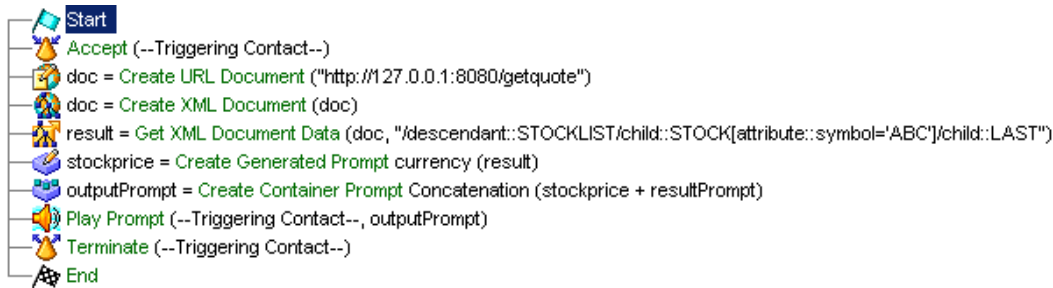 Start
Accept (--Triggering Contact--)
doc = Create URL Document ("http://127.0.0.1:8080/getquote")
doc = Create XML Document (doc)
result = Get XML Document Data (doc, "/descendant::STOCKLIST/child::STOCK[attribute::symbol='ABC']/child::LAST")
stockprice = Create Generated Prompt currency (result)
outputPrompt = Create Container Prompt Concatenation (stockprice + resultPrompt)
Play Prompt (--Triggering Contact--, outputPrompt)
Terminate (--Triggering Contact--)
End